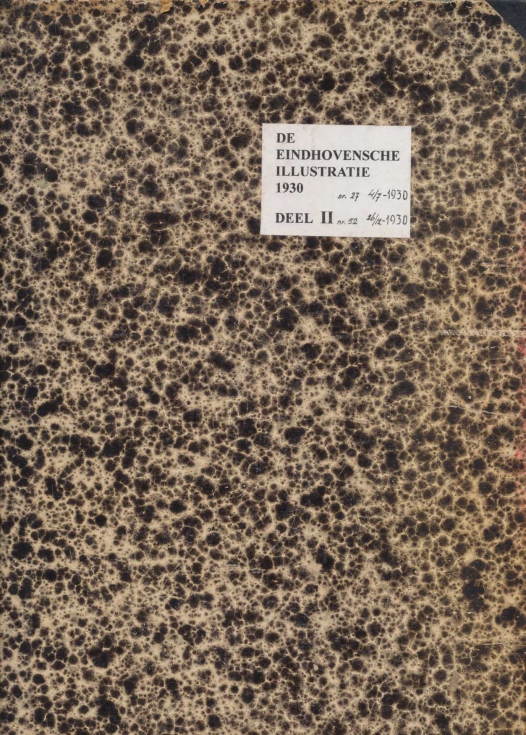 DE
EINDHOVENSCHE
ILLUSTRATIE
1930
nr. 27 4/7-1930
DEEL II nr. 52 26/12-1930